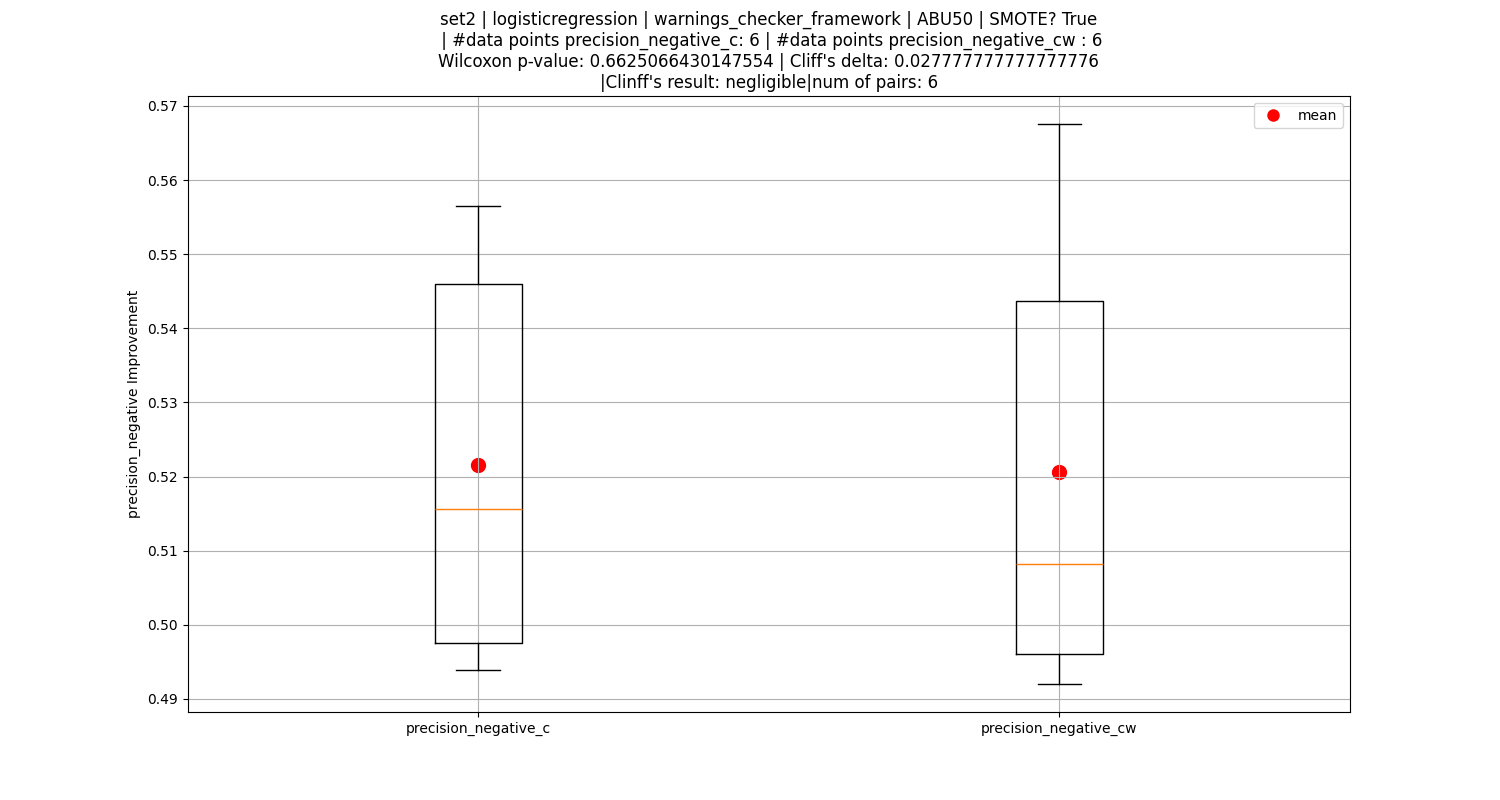 set2 | logisticregression | warnings_checker_framework | ABU50 | SMOTE? True
| #data points precision_negative_c: 6 | #data points precision_negative_cw : 6
Wilcoxon p-value: 0.6625066430147554 | Cliff's delta: 0.027777777777777776
|Clinff's result: negligible|num of pairs: 6
mean
precision_negative Improvement
0.57
0.56
0.55
0.54
0.53
0.52
0.51
0.50
0.49
precision_negative_c
precision_negative_cw